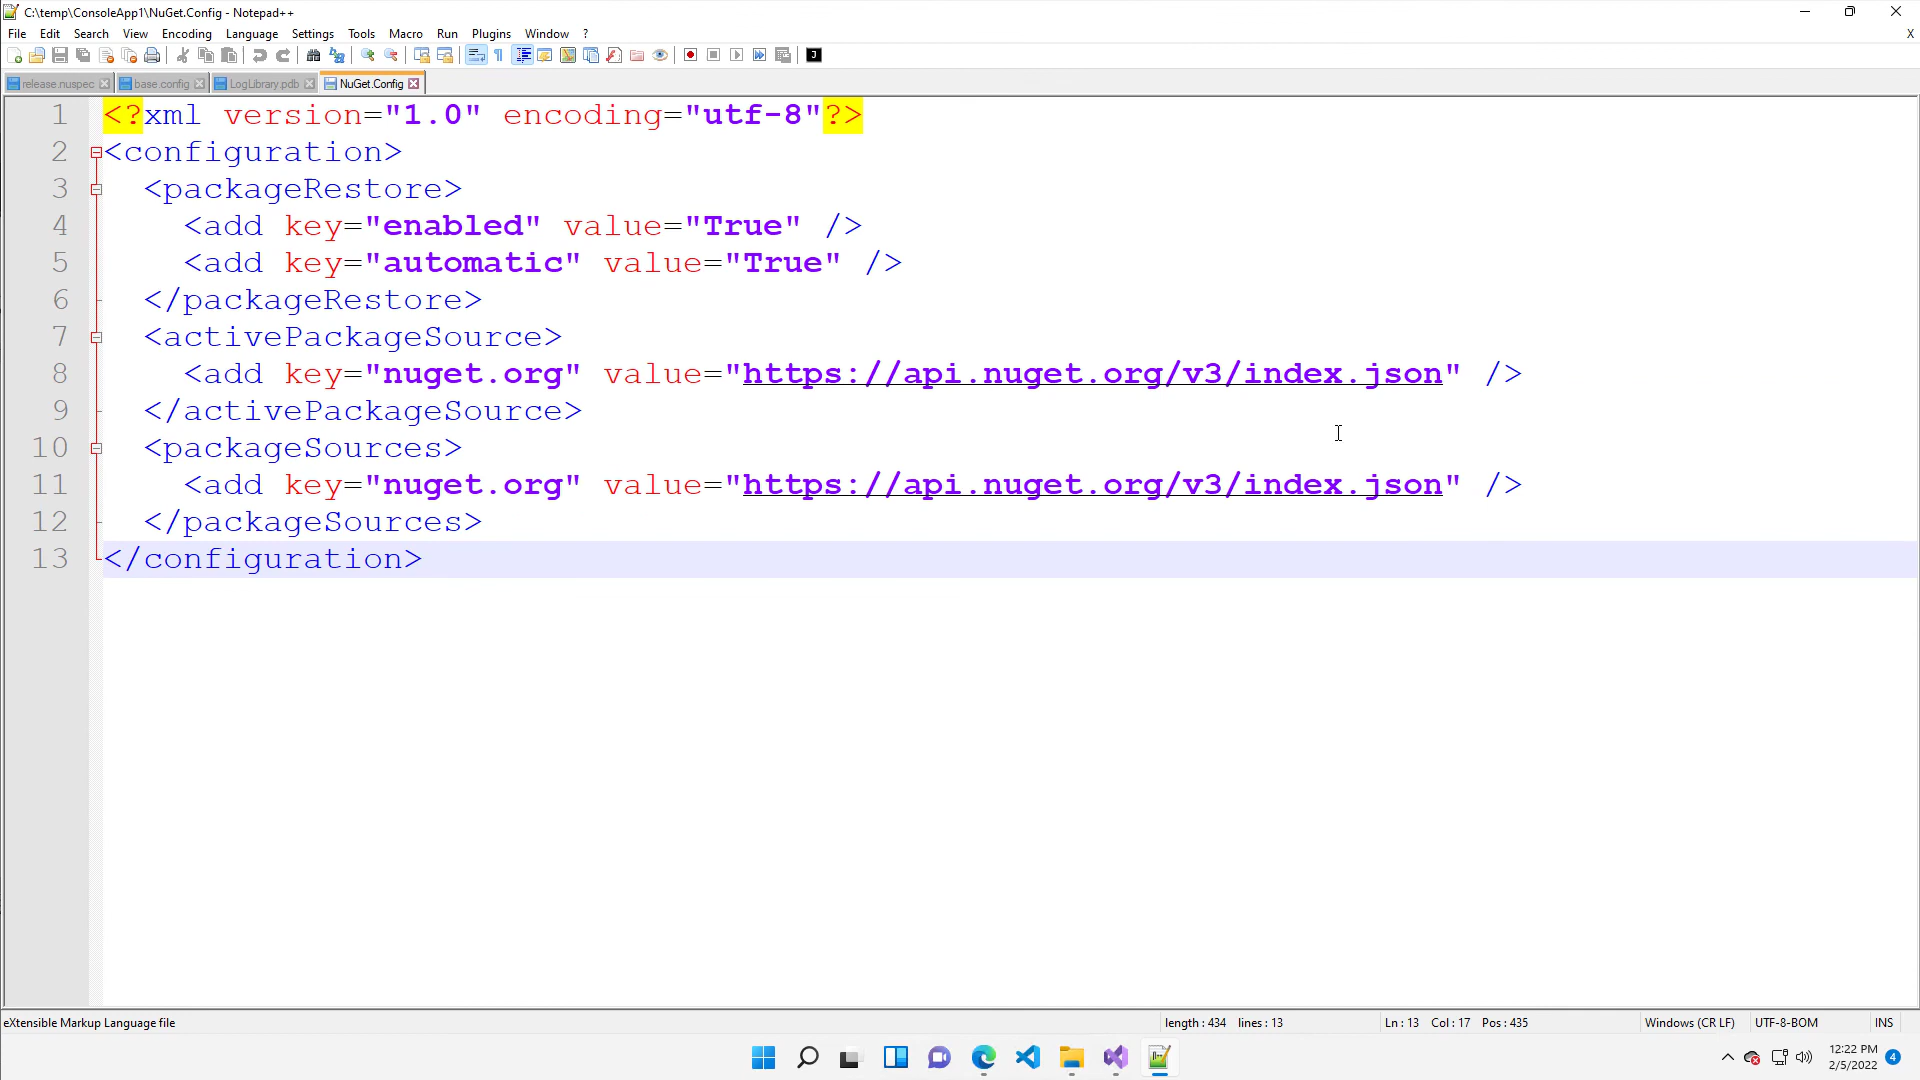 C:\temp\ConsoleApp1\NuGet.Config - Notepad++
File Edit Search View Encoding Language Settings Tools Macro Run Plugins Window ? X
release.nuspec base.config LogLibrary.pdb NuGet.Config
1 <?xml version="1.0" encoding="utf-8"?>
2 <configuration>
3 <packageRestore>
4 <add key="enabled" value="True" />
5 <add key="automatic" value="True" />
6 </packageRestore>
7 <activePackageSource>
8 <add key="nuget.org" value="https://api.nuget.org/v3/index.json" />
9 </activePackageSource>
10 <packageSources>
11 <add key="nuget.org" value="https://api.nuget.org/v3/index.json" />
12 </packageSources>
13 </configuration>
eXtensible Markup Language file length : 434 lines : 13 Ln : 13 Col : 17 Pos : 435 Windows (CR LF) UTF-8-BOM INS
12:22 PM
2/5/2022
4